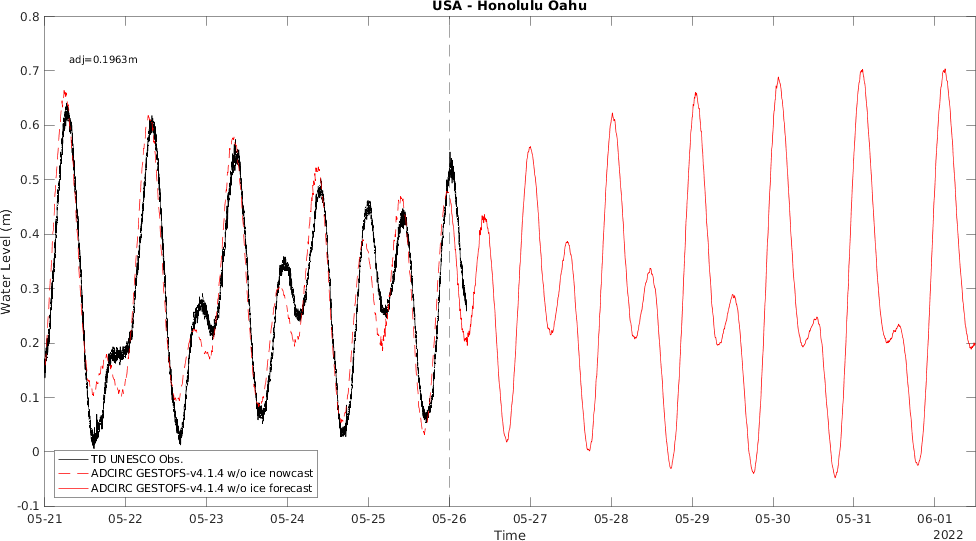 USA - Honolulu Oahu
adj=0.1963m
0.8
0.7
0.6
0.5
0.4
0.3
0.2
0.1
0
-0.1
Water Level (m)
TD UNESCO Obs.
ADCIRC GESTOFS-v4.1.4 w/o ice nowcast
ADCIRC GESTOFS-v4.1.4 w/o ice forecast
05-21 05-22 05-23 05-24 05-25 05-26 05-27 05-28 05-29 05-30 05-31 06-01
2022
Time